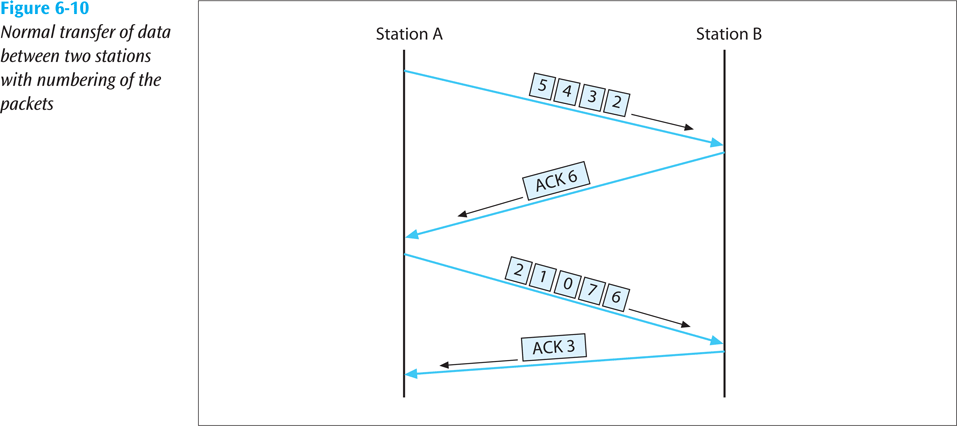 Figure 6-10
Normal transfer of data
between two stations
with numbering of the
packets
Station A
Station B
5 4 3 2
ACK 6
2 1 0 7 6
ACK 3